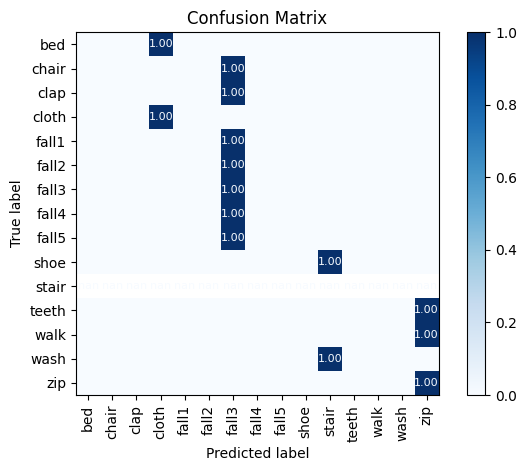 Confusion Matrix
True label
bed
1.00
chair
1.00
clap
1.00
cloth
1.00
fall1
1.00
fall2
1.00
fall3
1.00
fall4
1.00
fall5
1.00
shoe
1.00
stair
teeth
1.00
walk
1.00
wash
1.00
zip
1.00
bed chair clap cloth fall1 fall2 fall3 fall4 fall5 shoe stair teeth walk wash zip
Predicted label
1.0
0.8
0.6
0.4
0.2
0.0